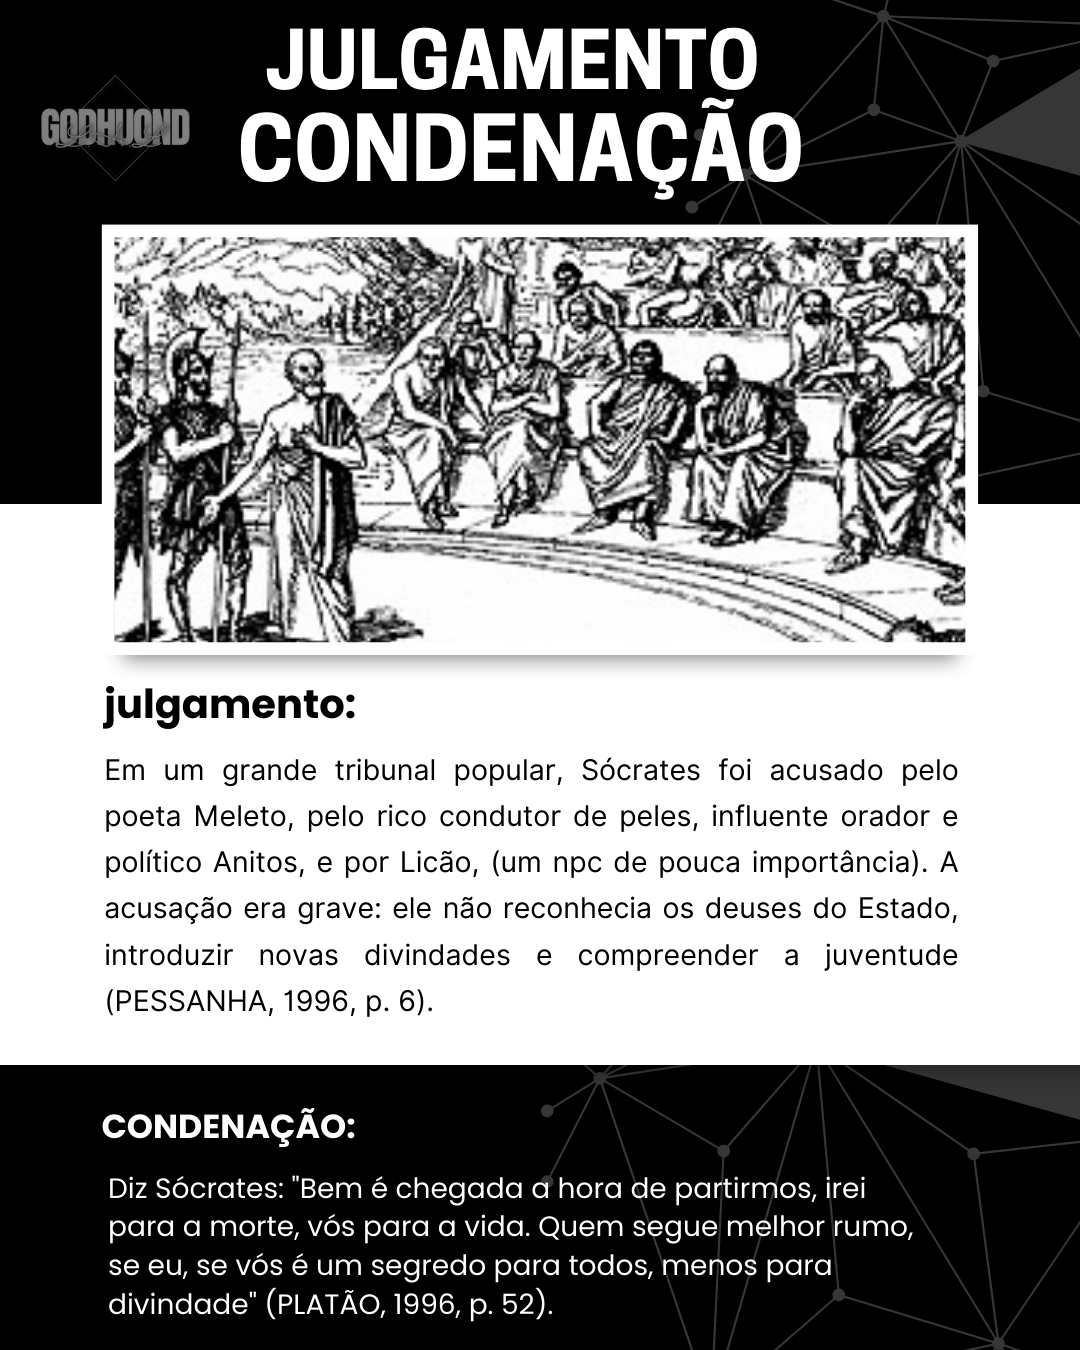 JULGAMENTO
CONDENAÇÃO
GODHUOND
julgamento:
Em um grande tribunal popular, Sócrates foi acusado pelo
poeta Meleto, pelo rico condutor de peles, influente orador e
político Anitos, e por Licão, (um npc de pouca importância). A
acusação era grave: ele não reconhecia os deuses do Estado,
introduzir novas divindades e compreender a juventude
(PESSANHA, 1996, p. 6).
CONDENAÇÃO:
Diz Sócrates: "Bem é chegada a hora de partirmos, irei
para a morte, vós para a vida. Quem segue melhor rumo,
se eu, se vós é um segredo para todos, menos para
divindade" (PLATÃO, 1996, p. 52).